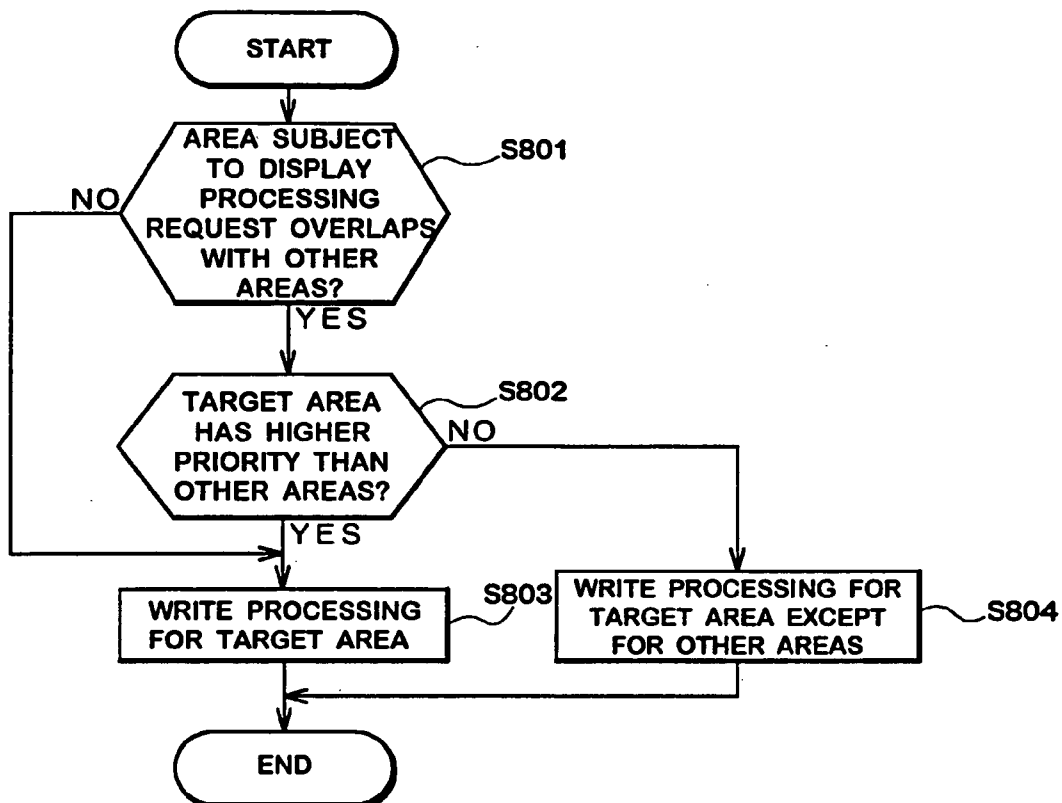 START
AREA SUBJECT
TO DISPLAY
PROCESSING
REQUEST OVERLAPS
WITH OTHER
AREAS?
S801
NO
YES
TARGET AREA
HAS HIGHER
PRIORITY THAN
OTHER AREAS?
S802
NO
YES
WRITE PROCESSING
FOR TARGET AREA
S803
WRITE PROCESSING FOR
TARGET AREA EXCEPT
FOR OTHER AREAS
S804
END